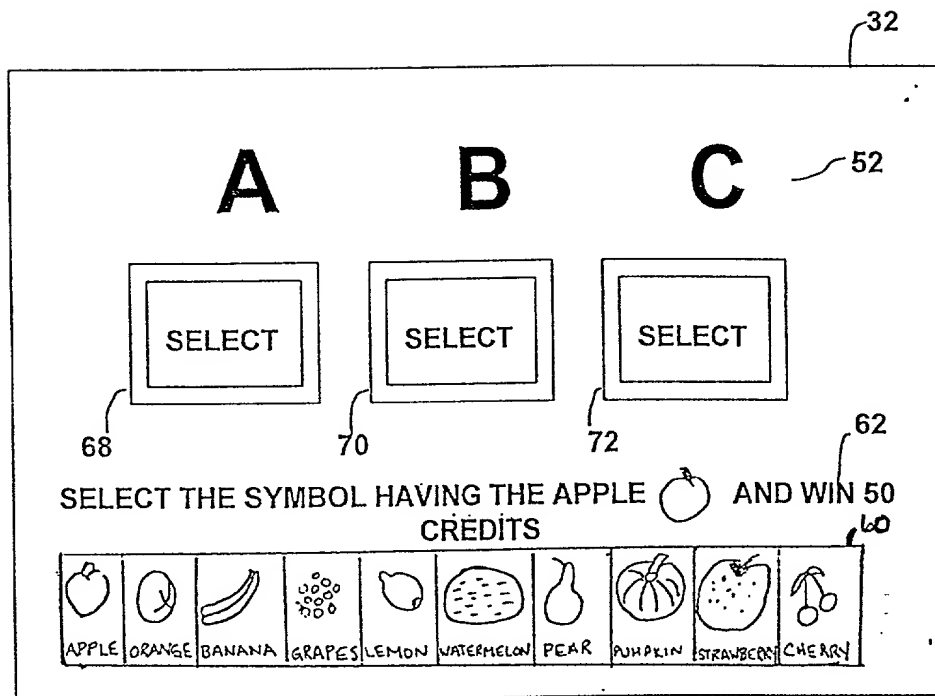 32
A B C 52
SELECT SELECT SELECT
68 70 72 62
SELECT THE SYMBOL HAVING THE APPLE AND WIN 50
CREDITS 60
APPLE ORANGE BANANA GRAPES LEMON WATERMELON PEAR PUMPKIN STRAWBERRY CHERRY